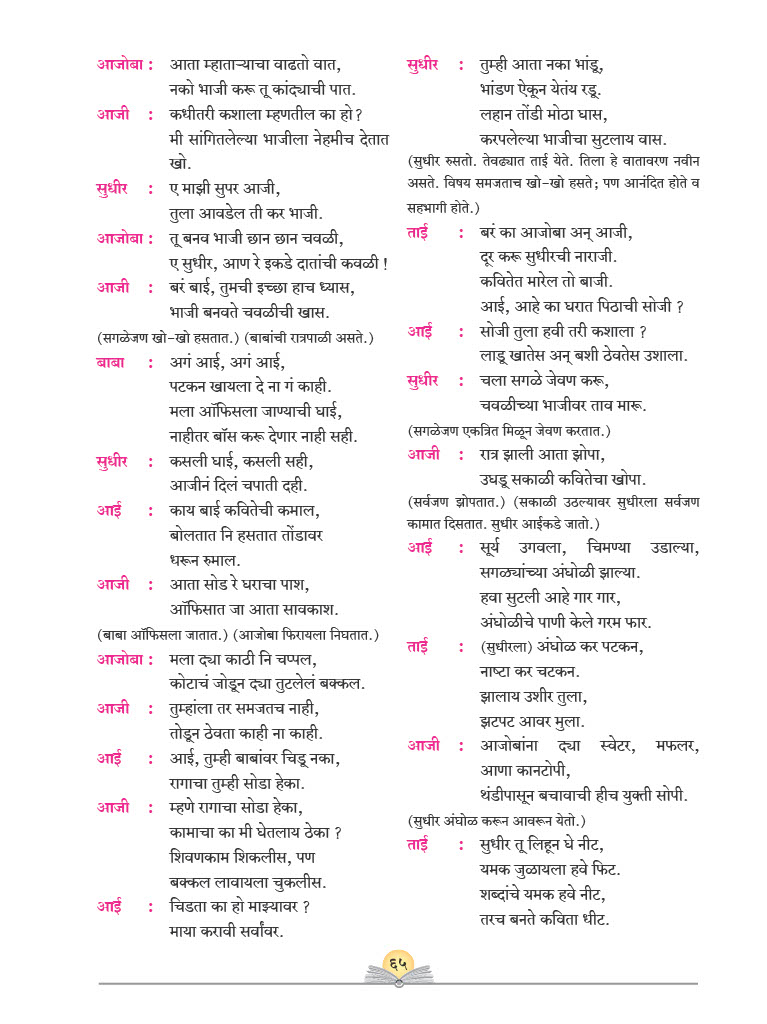 आजोबा : आता म्हाताऱ्याचा वाढतो वात,
नको भाजी करू तू कांद्याची पात.
आजी : कधीतरी कशाला म्हणतील का हो?
मी सांगितलेल्या भाजीला नेहमीच देतात
खो.
सुधीर : ए माझी सुपर आजी,
तुला आवडेल ती कर भाजी.
आजोबा : तू बनव भाजी छान छान चवळी,
ए सुधीर, आण रे इकडे दातांची कवळी !
आजी : बरं बाई, तुमची इच्छा हाच ध्यास,
भाजी बनवते चवळीची खास.
(सगळेजण खो-खो हसतात.) (बाबांची रात्रपाळी असते.)
बाबा : अगं आई, अगं आई,
पटकन खायला दे ना गं काही.
मला ऑफिसला जाण्याची घाई,
नाहीतर बॉस करू देणार नाही सही.
सुधीर : कसली घाई, कसली सही,
आजीनं दिलं चपाती दही.
आई : काय बाई कवितेची कमाल,
बोलतात नि हसतात तोंडावर
धरून रुमाल.
आजी : आता सोड रे घराचा पाश,
ऑफिसात जा आता सावकाश.
(बाबा ऑफिसला जातात.) (आजोबा फिरायला निघतात.)
आजोबा : मला द्या काठी नि चप्पल,
कोटाचं जोडून द्या तुटलेलं बक्कल.
आजी : तुम्हांला तर समजतच नाही,
तोडून ठेवता काही ना काही.
आई : आई, तुम्ही बाबांवर चिडू नका,
रागाचा तुम्ही सोडा हेका.
आजी : म्हणे रागाचा सोडा हेका,
कामाचा का मी घेतलाय ठेका ?
शिवणकाम शिकलीस, पण
बक्कल लावायला चुकलीस.
आई : चिडता का हो माझ्यावर ?
माया करावी सर्वांवर.
सुधीर : तुम्ही आता नका भांडू,
भांडण ऐकून येतंय रडू.
लहान तोंडी मोठा घास,
करपलेल्या भाजीचा सुटलाय वास.
(सुधीर रुसतो. तेवढ्यात ताई येते. तिला हे वातावरण नवीन
असते. विषय समजताच खो-खो हसते; पण आनंदित होते व
सहभागी होते.)
ताई : बरं का आजोबा अन् आजी,
दूर करू सुधीरची नाराजी.
कवितेत मारेल तो बाजी.
आई, आहे का घरात पिठाची सोजी ?
आई : सोजी तुला हवी तरी कशाला ?
लाडू खातेस अन् बशी ठेवतेस उशाला.
सुधीर : चला सगळे जेवण करू,
चवळीच्या भाजीवर ताव मारू.
(सगळेजण एकत्रित मिळून जेवण करतात.)
आजी : रात्र झाली आता झोपा,
उधडू सकाळी कवितेचा खोपा.
(सर्वजण झोपतात.) (सकाळी उठल्यावर सुधीरला सर्वजण
कामात दिसतात. सुधीर आईकडे जातो.)
आई : सूर्य उगवला, चिमण्या उडाल्या,
सगळ्यांच्या अंघोळी झाल्या.
हवा सुटली आहे गार गार,
अंघोळीचे पाणी केले गरम फार.
ताई : (सुधीरला) अंघोळ कर पटकन,
नाष्टा कर चटकन.
झालाय उशीर तुला,
झटपट आवर मुला.
आजी : आजोबांना द्या स्वेटर, मफलर,
आणा कानटोपी,
थंडीपासून बचावाची हीच युक्ती सोपी.
(सुधीर अंघोळ करून आवरून येतो.)
ताई : सुधीर तू लिहून घे नीट,
यमक जुळायला हवे फिट.
शब्दांचे यमक हवे नीट,
तरच बनते कविता धीट.
६५